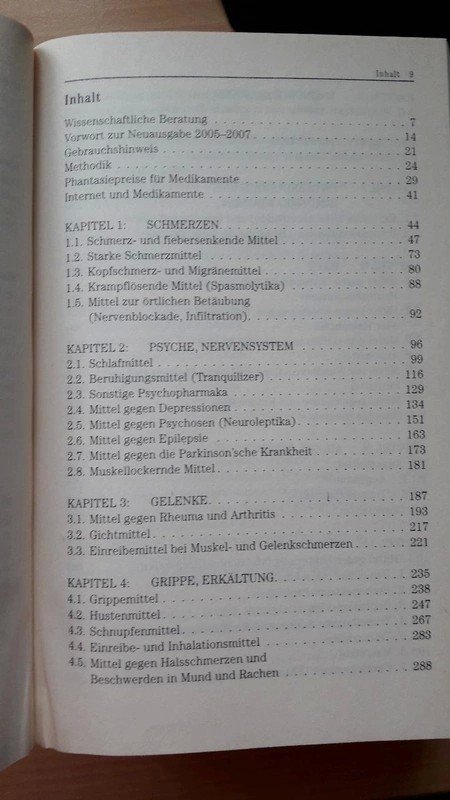 Inhalt 9
Inhalt
Wissenschaftliche Beratung . . . . . . . . . . . . . . . . . . . . . . 7
Vorwort zur Neuausgabe 2005–2007 . . . . . . . . . . . . . . . . . 14
Gebrauchshinweis . . . . . . . . . . . . . . . . . . . . . . . . . . . . 21
Methodik . . . . . . . . . . . . . . . . . . . . . . . . . . . . . . . . . . 24
Phantasiepreise für Medikamente . . . . . . . . . . . . . . . . . . 29
Internet und Medikamente . . . . . . . . . . . . . . . . . . . . . . 41
KAPITEL 1: SCHMERZEN. . . . . . . . . . . . . . . . . . . . . 44
1.1. Schmerz- und fiebersenkende Mittel . . . . . . . . . . . . . 47
1.2. Starke Schmerzmittel . . . . . . . . . . . . . . . . . . . . . . 73
1.3. Kopfschmerz- und Migränemittel . . . . . . . . . . . . . . . 80
1.4. Krampflösende Mittel (Spasmolytika) . . . . . . . . . . . . 88
1.5. Mittel zur örtlichen Betäubung
(Nervenblockade, Infiltration). . . . . . . . . . . . . . . . . 92
KAPITEL 2: PSYCHE, NERVENSYSTEM . . . . . . . . . . . . 96
2.1. Schlafmittel . . . . . . . . . . . . . . . . . . . . . . . . . . . . 99
2.2. Beruhigungsmittel (Tranquilizer) . . . . . . . . . . . . . . . 116
2.3. Sonstige Psychopharmaka . . . . . . . . . . . . . . . . . . . 129
2.4. Mittel gegen Depressionen . . . . . . . . . . . . . . . . . . 134
2.5. Mittel gegen Psychosen (Neuroleptika) . . . . . . . . . . . 151
2.6. Mittel gegen Epilepsie . . . . . . . . . . . . . . . . . . . . . 163
2.7. Mittel gegen die Parkinson'sche Krankheit . . . . . . . . . 173
2.8. Muskellockernde Mittel . . . . . . . . . . . . . . . . . . . . . 181
KAPITEL 3: GELENKE. . . . . . . . . . . . . . . . . . . . . . . 187
3.1. Mittel gegen Rheuma und Arthritis . . . . . . . . . . . . . 193
3.2. Gichtmittel . . . . . . . . . . . . . . . . . . . . . . . . . . . . . 217
3.3. Einreibemittel bei Muskel- und Gelenkschmerzen . . . . . . 221
KAPITEL 4: GRIPPE, ERKÄLTUNG. . . . . . . . . . . . . . . 235
4.1. Grippemittel . . . . . . . . . . . . . . . . . . . . . . . . . . . . 238
4.2. Hustenmittel . . . . . . . . . . . . . . . . . . . . . . . . . . . 247
4.3. Schnupfenmittel . . . . . . . . . . . . . . . . . . . . . . . . . 267
4.4. Einreibe- und Inhalationsmittel . . . . . . . . . . . . . . . . 283
4.5. Mittel gegen Halsschmerzen und
Beschwerden in Mund und Rachen . . . . . . . . . . . . . . 288